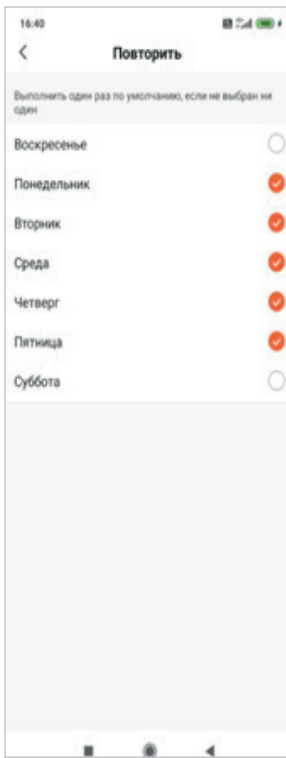 16:40
Повторить
Выполнить один раз по умолчанию, если не выбран ни
один
Воскресенье
Понедельник
Вторник
Среда
Четверг
Пятница
Суббота